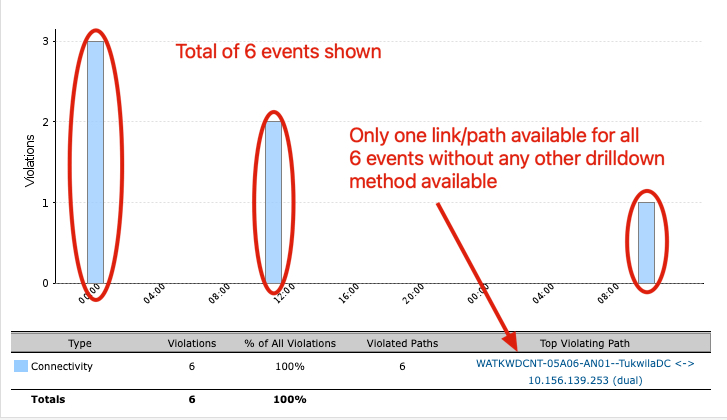 3
Total of 6 events shown
2
Only one link/path available for all
6 events without any other drilldown
method available
Violations
1
0
00:00
04:00
08:00
12:00
16:00
20:00
00:00
04:00
08:00
Type Violations % of All Violations Violated Paths Top Violating Path
Connectivity 6 100% 6 WATKWDCNT-05A06-AN01--TukwilaDC <->
10.156.139.253 (dual)
Totals 6 100%